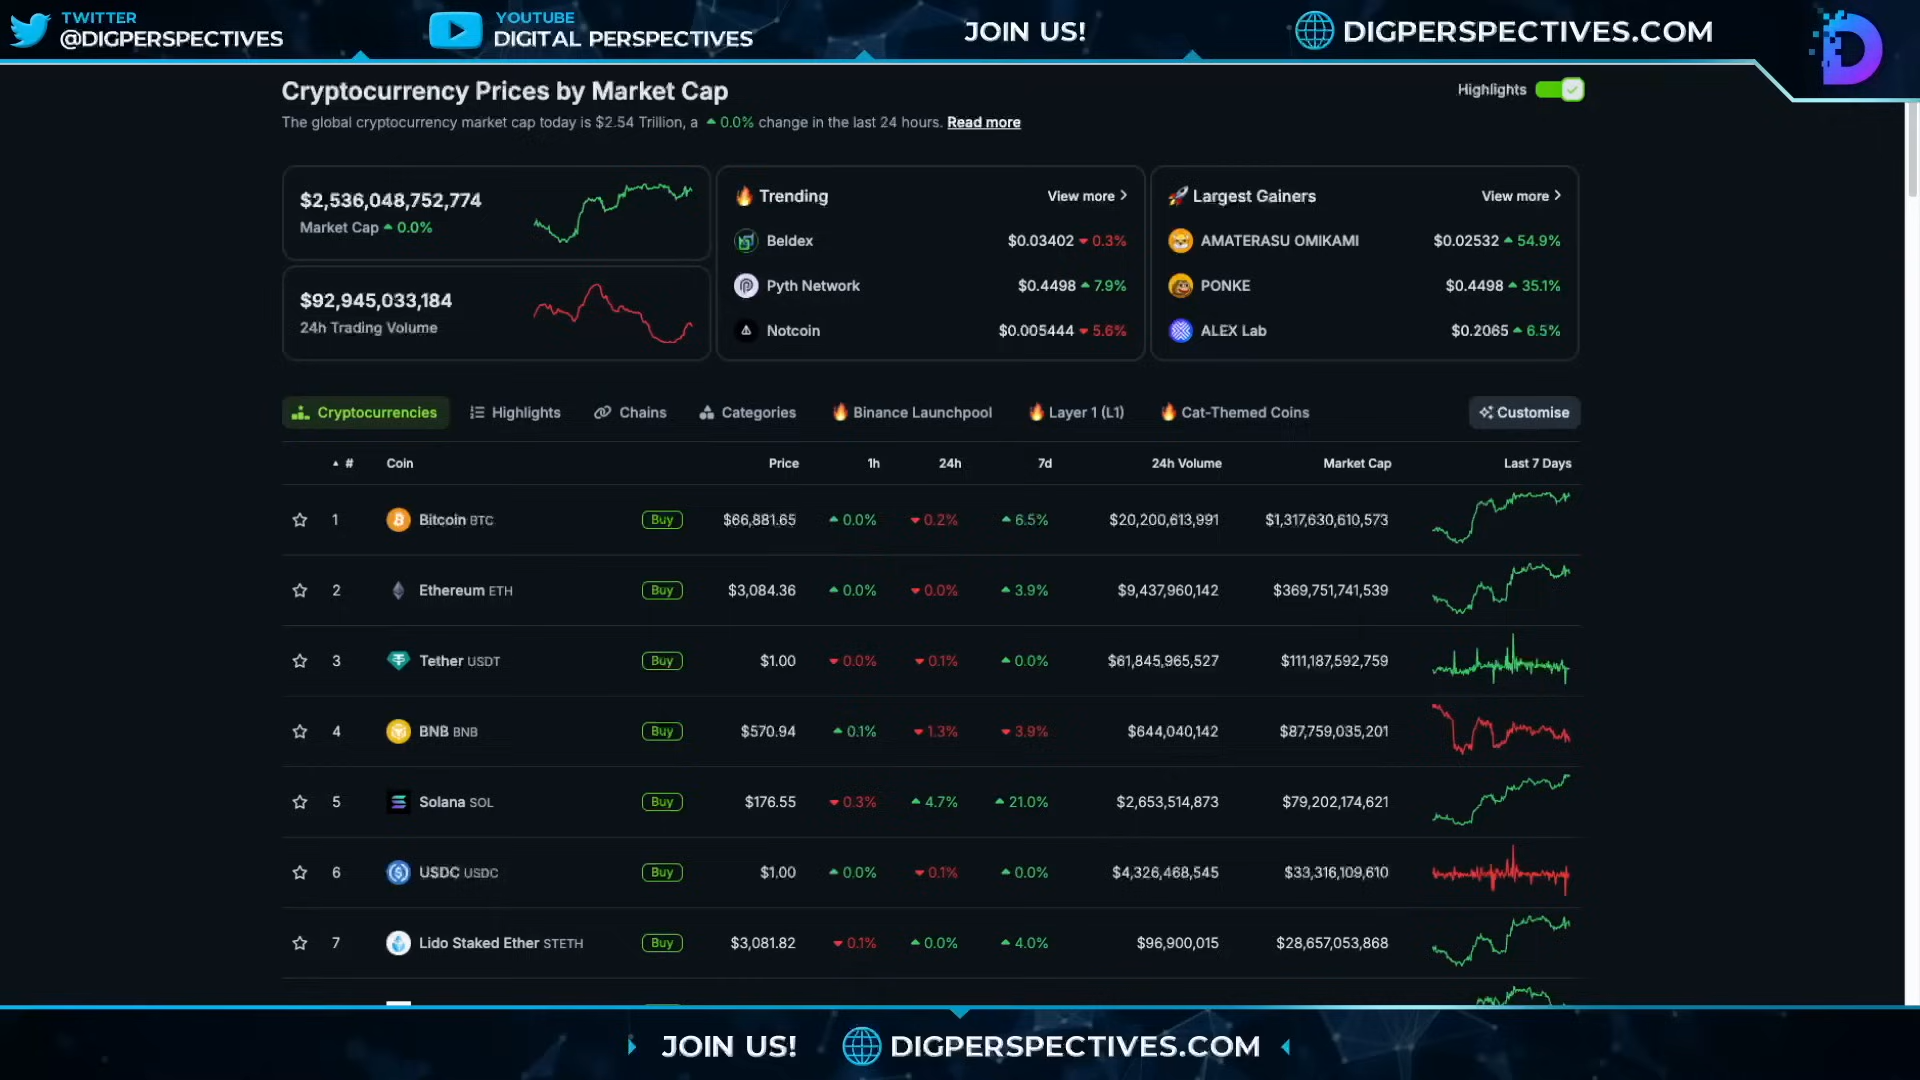 TWITTER
@DIGPERSPECTIVES
YOUTUBE
DIGITAL PERSPECTIVES
JOIN US!
DIGPERSPECTIVES.COM
Cryptocurrency Prices by Market Cap
Highlights
The global cryptocurrency market cap today is $2.54 Trillion, a ▲ 0.0% change in the last 24 hours. Read more
$2,536,048,752,774
Market Cap ▲ 0.0%
$92,945,033,184
24h Trading Volume
Trending View more >
Beldex $0.03402 ▼ 0.3%
Pyth Network $0.4498 ▲ 7.9%
Notcoin $0.005444 ▼ 5.6%
Largest Gainers View more >
AMATERASU OMIKAMI $0.02532 ▲ 54.9%
PONKE $0.4498 ▲ 35.1%
ALEX Lab $0.2065 ▲ 6.5%
Cryptocurrencies Highlights Chains Categories Binance Launchpool Layer 1 (L1) Cat-Themed Coins Customise
▲ # Coin Price 1h 24h 7d 24h Volume Market Cap Last 7 Days
1 Bitcoin BTC Buy $66,881.65 ▲ 0.0% ▼ 0.2% ▲ 6.5% $20,200,613,991 $1,317,630,610,573
2 Ethereum ETH Buy $3,084.36 ▲ 0.0% ▼ 0.0% ▲ 3.9% $9,437,960,142 $369,751,741,539
3 Tether USDT Buy $1.00 ▼ 0.0% ▼ 0.1% ▲ 0.0% $61,845,965,527 $111,187,592,759
4 BNB BNB Buy $570.94 ▲ 0.1% ▼ 1.3% ▼ 3.9% $644,040,142 $87,759,035,201
5 Solana SOL Buy $176.55 ▼ 0.3% ▲ 4.7% ▲ 21.0% $2,653,514,873 $79,202,174,621
6 USDC USDC Buy $1.00 ▲ 0.0% ▼ 0.1% ▲ 0.0% $4,326,468,545 $33,316,109,610
7 Lido Staked Ether STETH Buy $3,081.82 ▼ 0.1% ▲ 0.0% ▲ 4.0% $96,900,015 $28,657,053,868
JOIN US! DIGPERSPECTIVES.COM